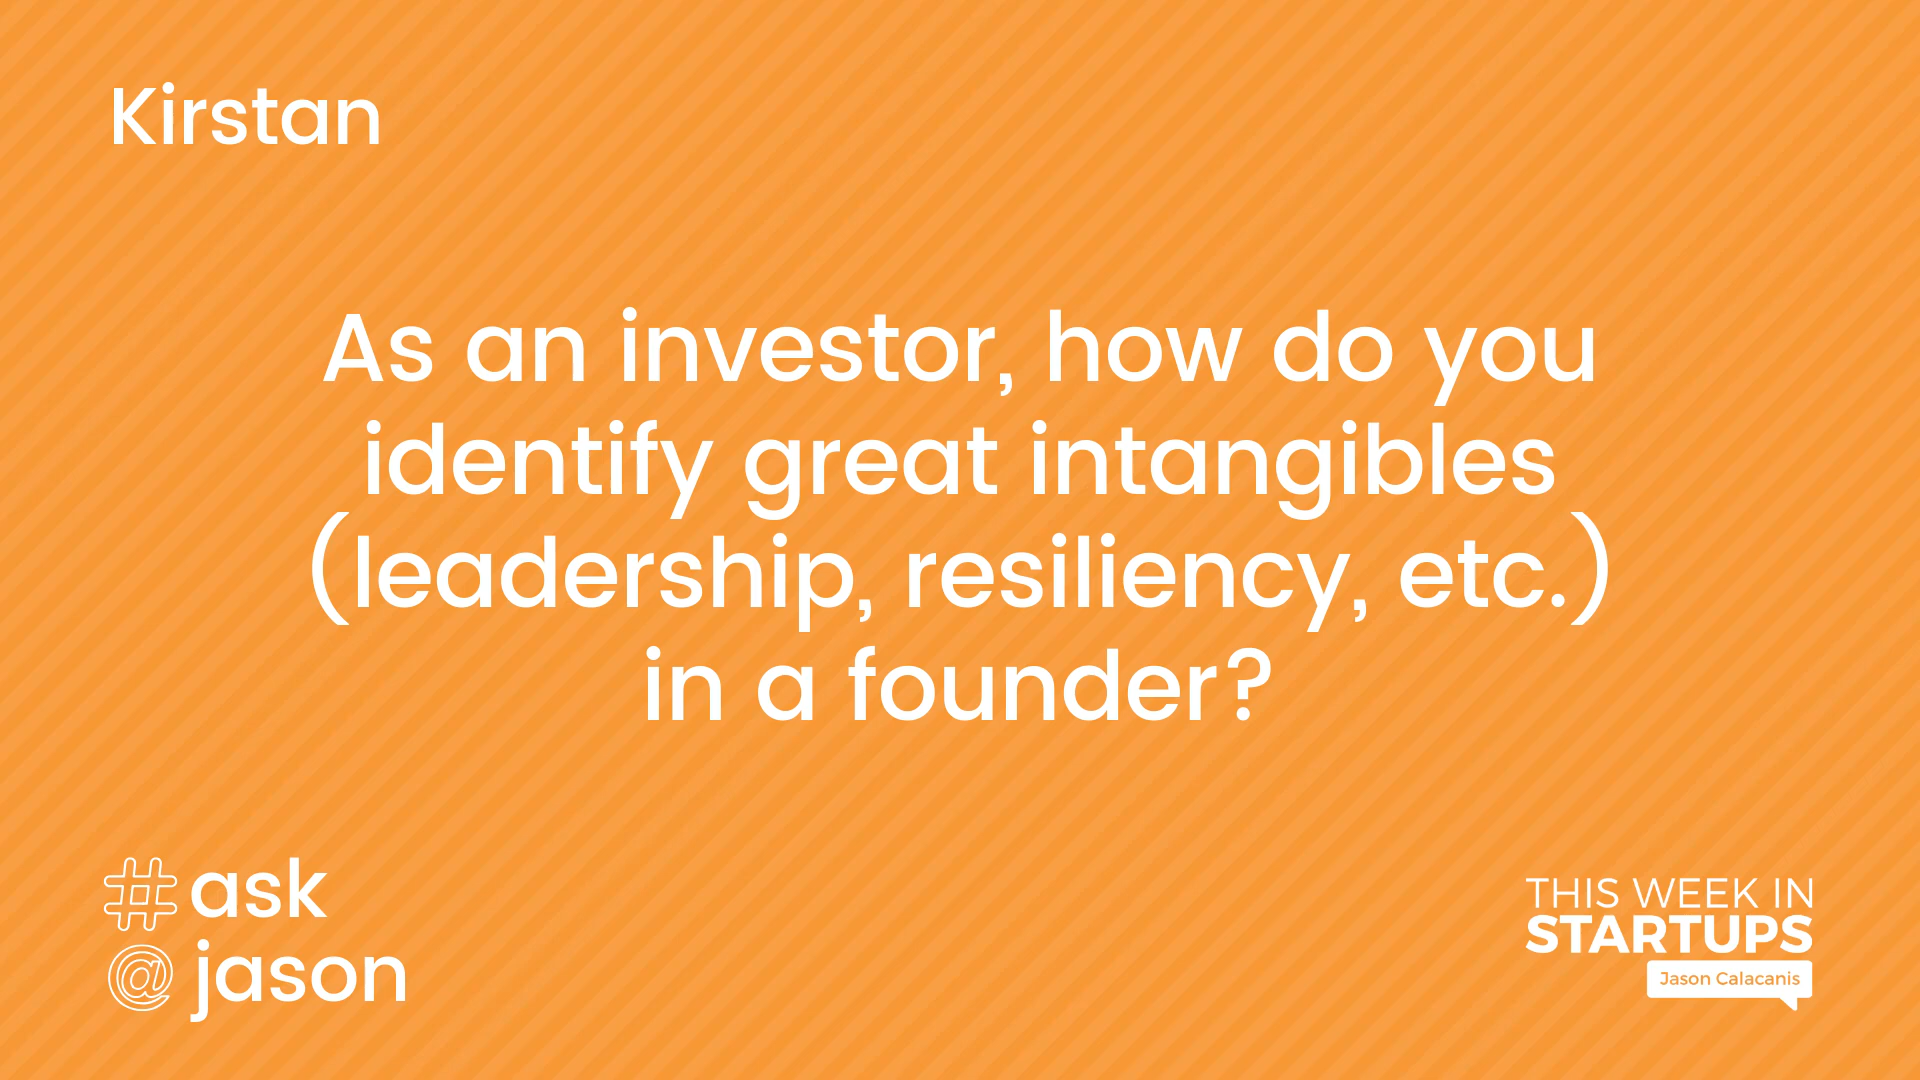 Kirstan
As an investor, how do you
identify great intangibles
(leadership, resiliency, etc.)
in a founder?
#ask
@jason
THIS WEEK IN
STARTUPS
Jason Calacanis